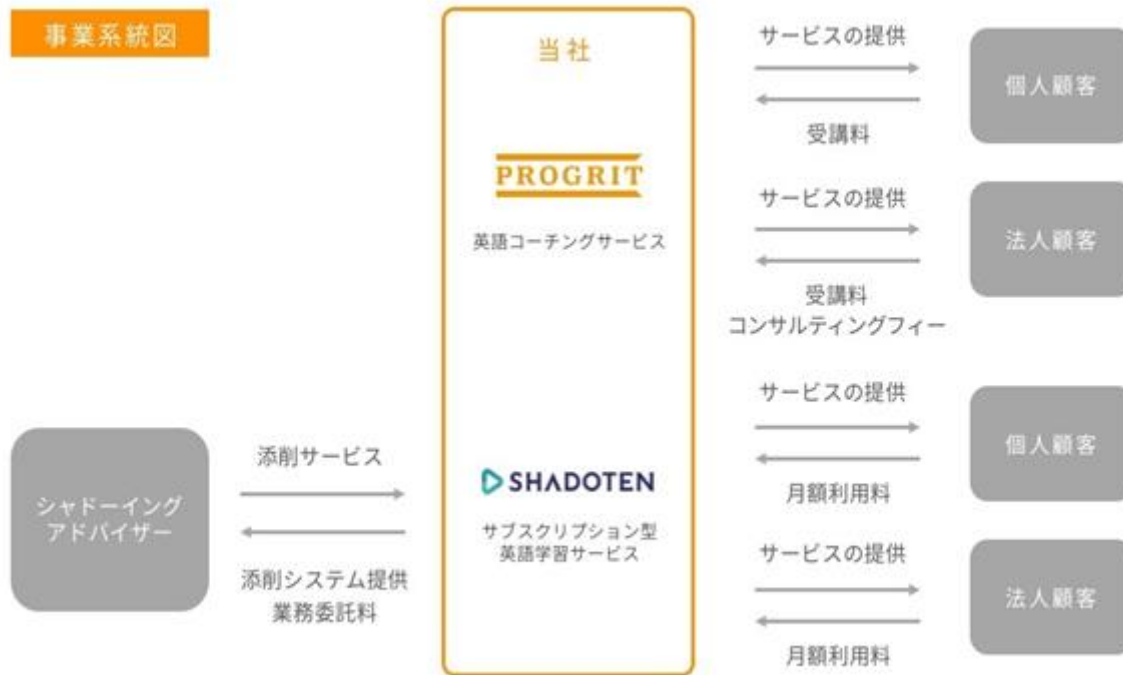 事業系統図
当社
PROGRIT
英語コーチングサービス
サービスの提供
受講料
個人顧客
サービスの提供
受講料
コンサルティングフィー
法人顧客
シャドーイング
アドバイザー
添削サービス
添削システム提供
業務委託料
SHADOTEN
サブスクリプション型
英語学習サービス
サービスの提供
月額利用料
個人顧客
サービスの提供
月額利用料
法人顧客